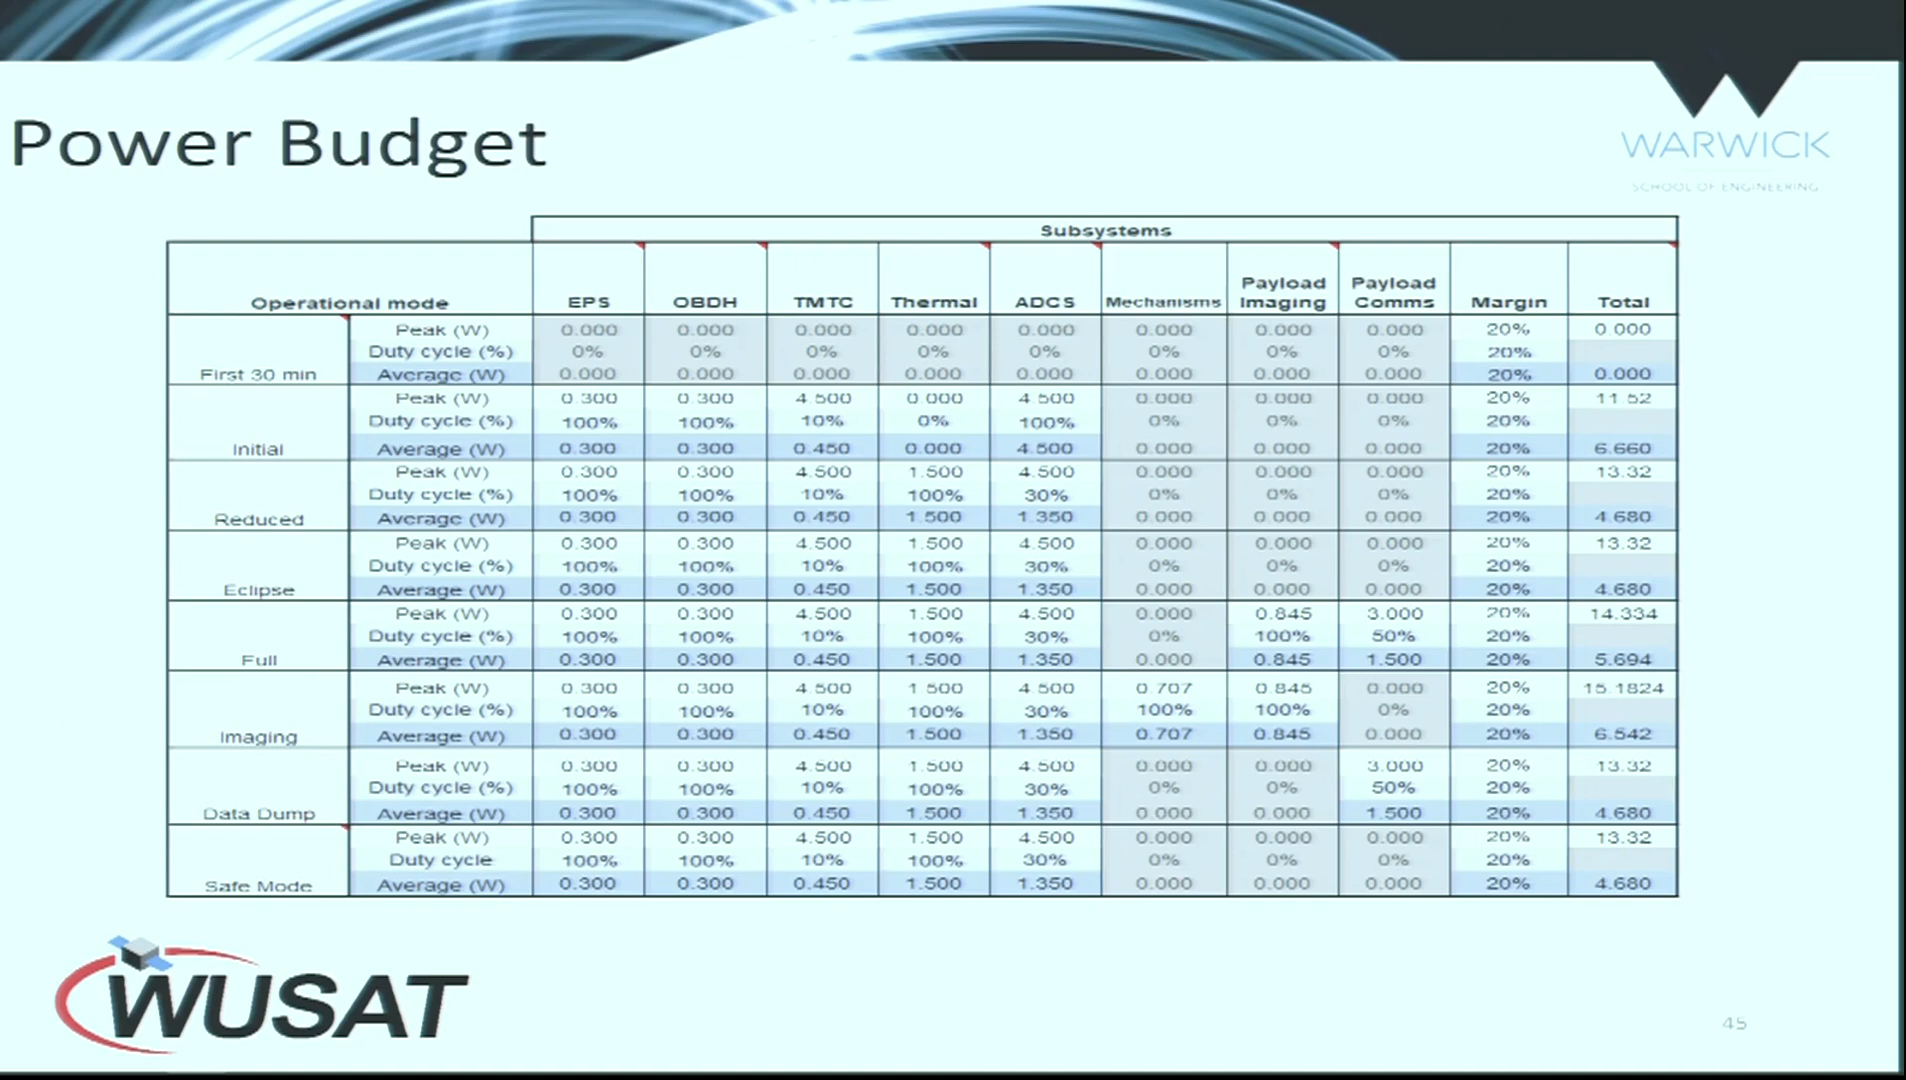 Power Budget
WARWICK
SCHOOL OF ENGINEERING
Subsystems
Operational mode EPS OBDH TMTC Thermal ADCS Mechanisms Payload Imaging Payload Comms Margin Total
Peak (W) 0.000 0.000 0.000 0.000 0.000 0.000 0.000 0.000 20% 0.000
Duty cycle (%) 0% 0% 0% 0% 0% 0% 0% 0% 20%
First 30 min Average (W) 0.000 0.000 0.000 0.000 0.000 0.000 0.000 0.000 20% 0.000
Peak (W) 0.300 0.300 4.500 0.000 4.500 0.000 0.000 0.000 20% 11.52
Duty cycle (%) 100% 100% 10% 0% 100% 0% 0% 0% 20%
Initial Average (W) 0.300 0.300 0.450 0.000 4.500 0.000 0.000 0.000 20% 6.660
Peak (W) 0.300 0.300 4.500 1.500 4.500 0.000 0.000 0.000 20% 13.32
Duty cycle (%) 100% 100% 10% 100% 30% 0% 0% 0% 20%
Reduced Average (W) 0.300 0.300 0.450 1.500 1.350 0.000 0.000 0.000 20% 4.680
Peak (W) 0.300 0.300 4.500 1.500 4.500 0.000 0.000 0.000 20% 13.32
Duty cycle (%) 100% 100% 10% 100% 30% 0% 0% 0% 20%
Eclipse Average (W) 0.300 0.300 0.450 1.500 1.350 0.000 0.000 0.000 20% 4.680
Peak (W) 0.300 0.300 4.500 1.500 4.500 0.000 0.845 3.000 20% 14.334
Duty cycle (%) 100% 100% 10% 100% 30% 0% 100% 50% 20%
Full Average (W) 0.300 0.300 0.450 1.500 1.350 0.000 0.845 1.500 20% 5.694
Peak (W) 0.300 0.300 4.500 1.500 4.500 0.707 0.845 0.000 20% 15.1824
Duty cycle (%) 100% 100% 10% 100% 30% 100% 100% 0% 20%
Imaging Average (W) 0.300 0.300 0.450 1.500 1.350 0.707 0.845 0.000 20% 6.542
Peak (W) 0.300 0.300 4.500 1.500 4.500 0.000 0.000 3.000 20% 13.32
Duty cycle (%) 100% 100% 10% 100% 30% 0% 0% 50% 20%
Data Dump Average (W) 0.300 0.300 0.450 1.500 1.350 0.000 0.000 1.500 20% 4.680
Peak (W) 0.300 0.300 4.500 1.500 4.500 0.000 0.000 0.000 20% 13.32
Duty cycle 100% 100% 10% 100% 30% 0% 0% 0% 20%
Safe Mode Average (W) 0.300 0.300 0.450 1.500 1.350 0.000 0.000 0.000 20% 4.680
WUSAT
45